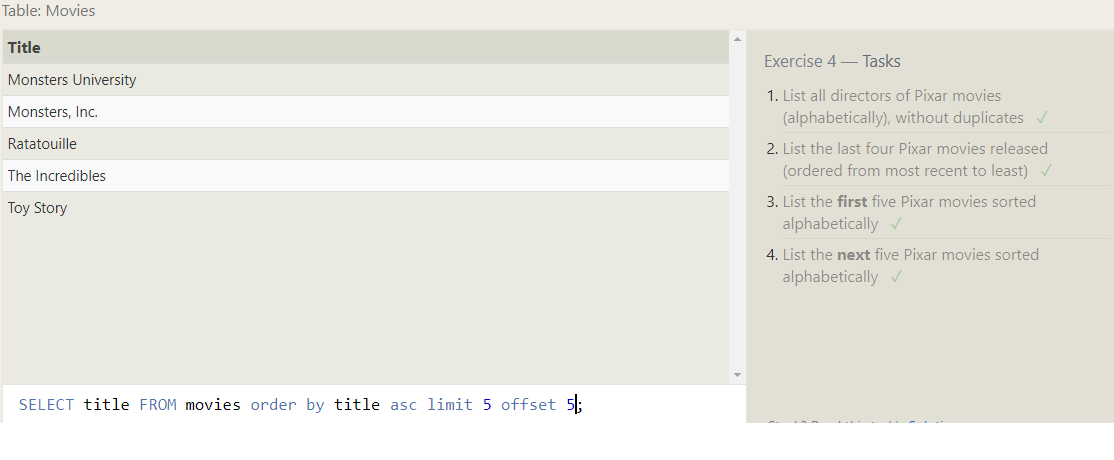 Table: Movies
Title
Monsters University
Monsters, Inc.
Ratatouille
The Incredibles
Toy Story
SELECT title FROM movies order by title asc limit 5 offset 5;
Exercise 4 — Tasks
1. List all directors of Pixar movies
(alphabetically), without duplicates ✓
2. List the last four Pixar movies released
(ordered from most recent to least) ✓
3. List the first five Pixar movies sorted
alphabetically ✓
4. List the next five Pixar movies sorted
alphabetically ✓